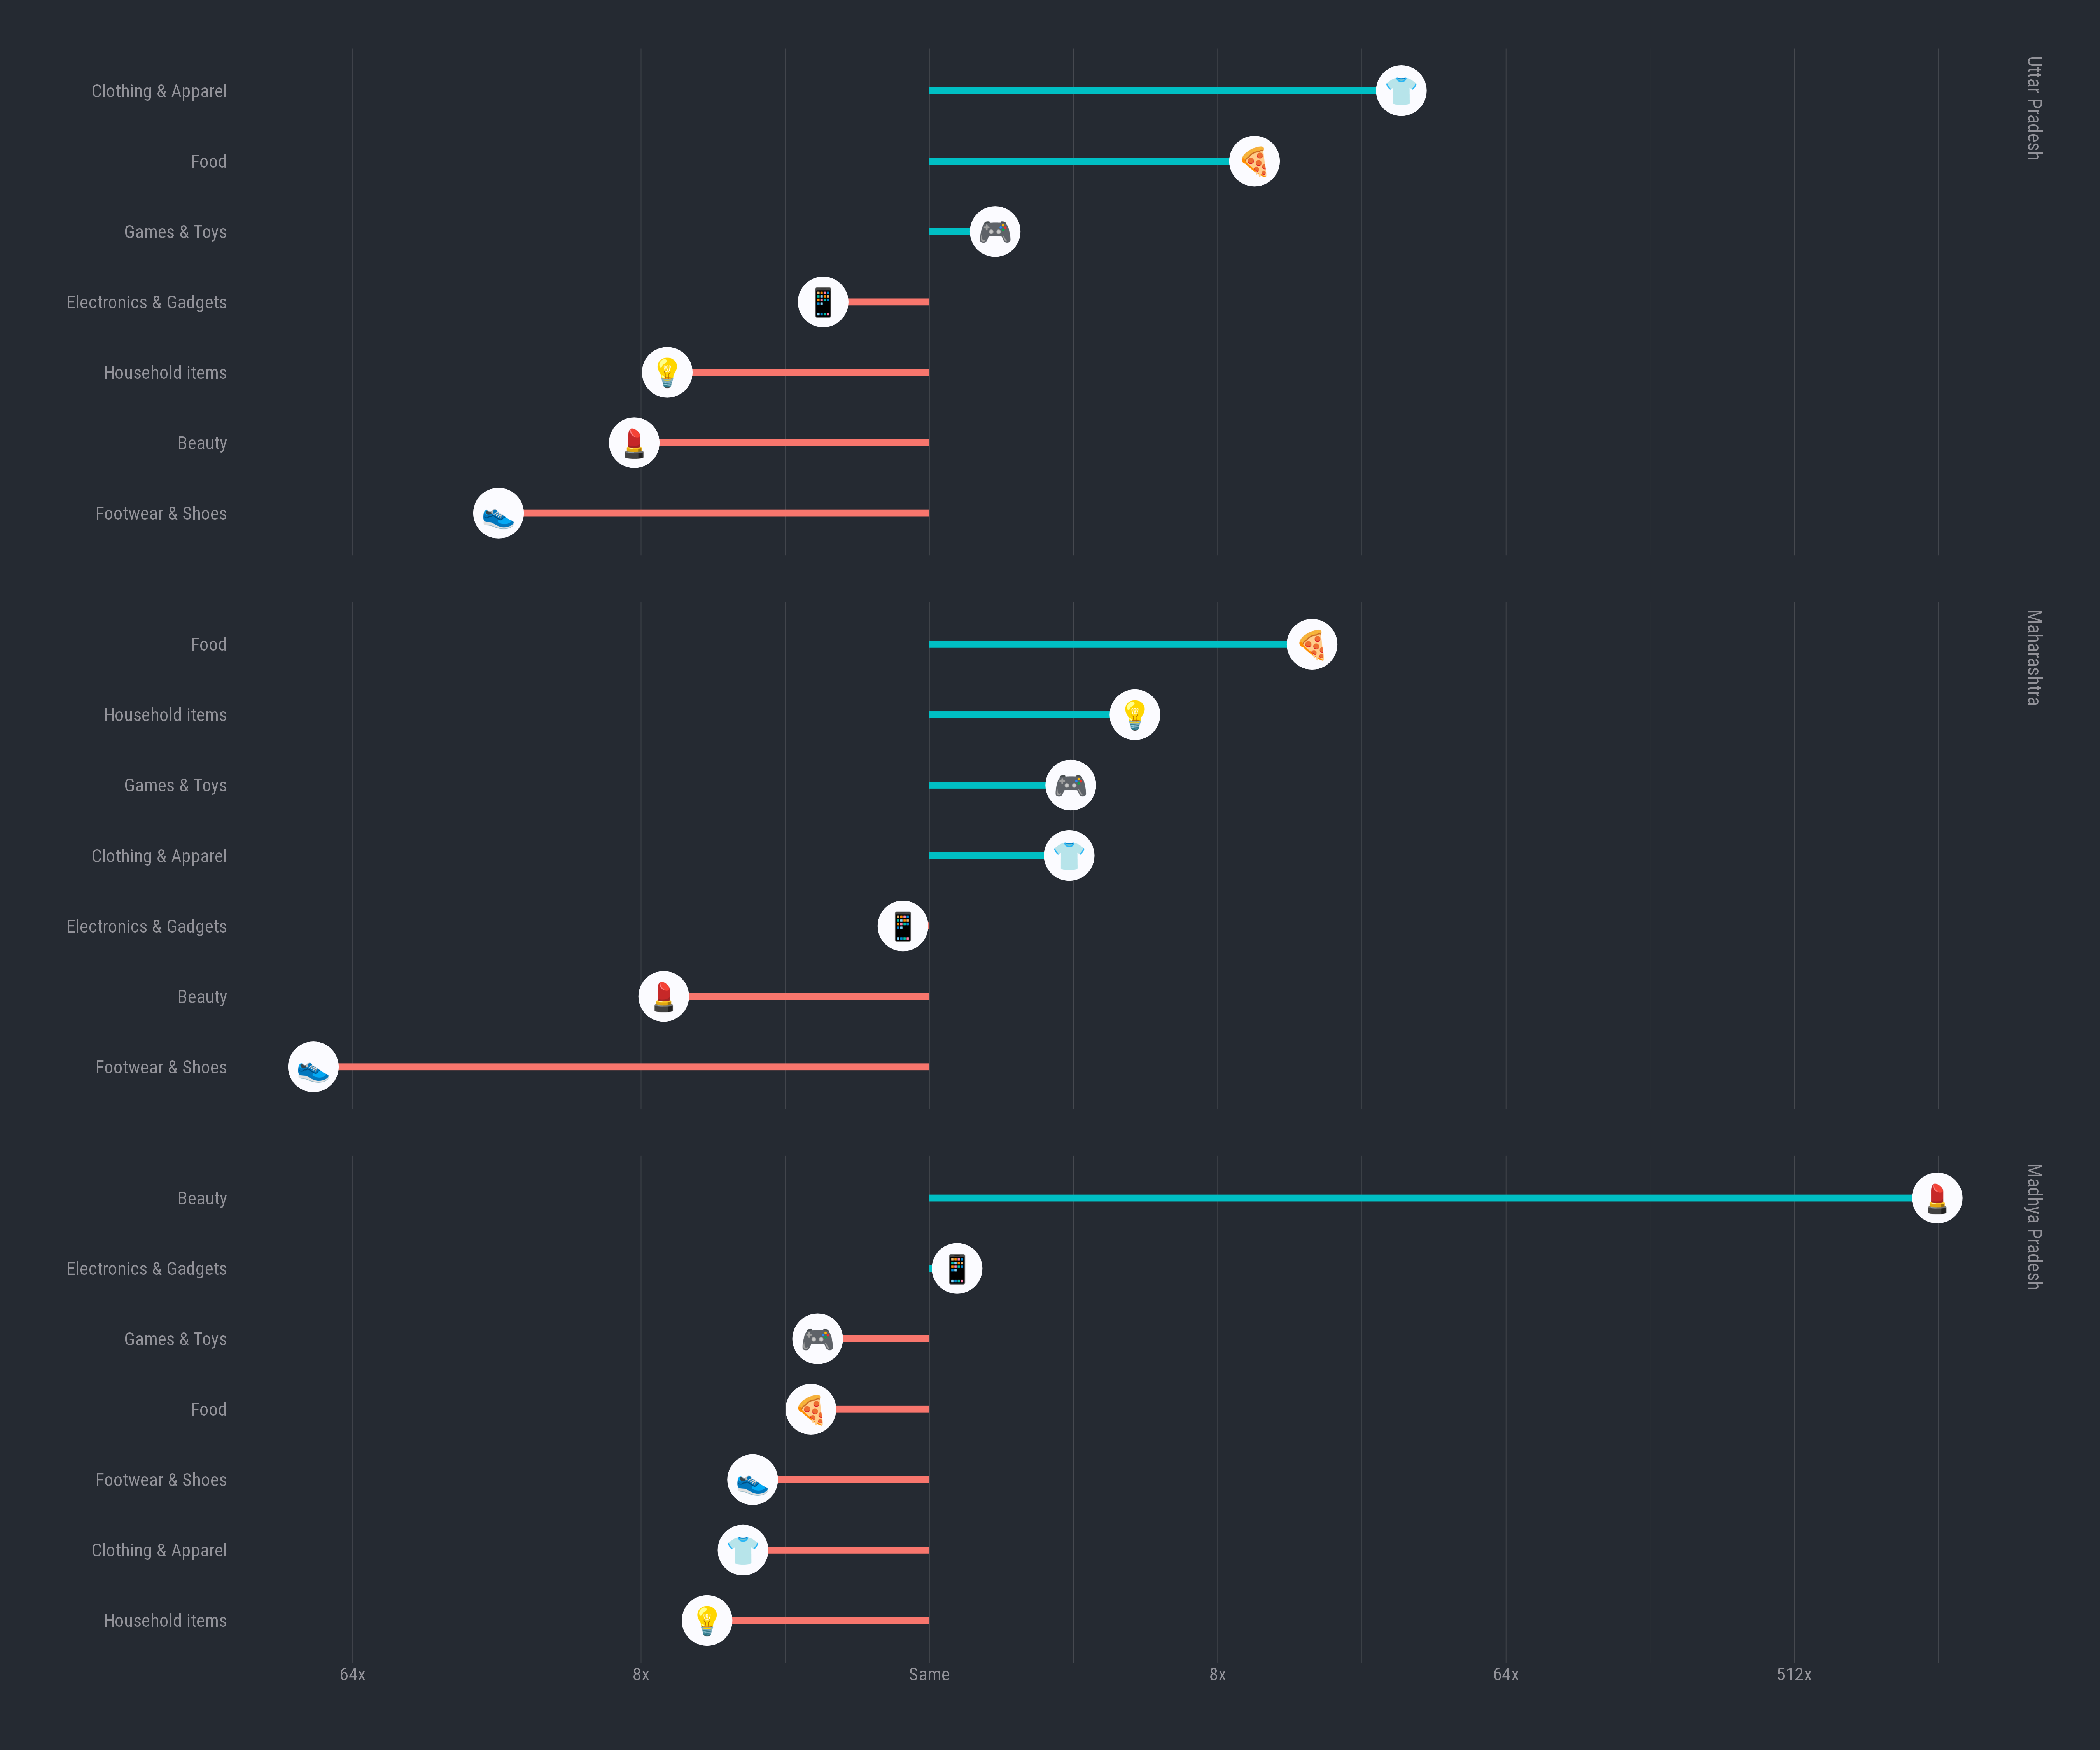 Uttar Pradesh
Clothing & Apparel
Food
Games & Toys
Electronics & Gadgets
Household items
Beauty
Footwear & Shoes
Maharashtra
Food
Household items
Games & Toys
Clothing & Apparel
Electronics & Gadgets
Beauty
Footwear & Shoes
Madhya Pradesh
Beauty
Electronics & Gadgets
Games & Toys
Food
Footwear & Shoes
Clothing & Apparel
Household items
64x 8x Same 8x 64x 512x